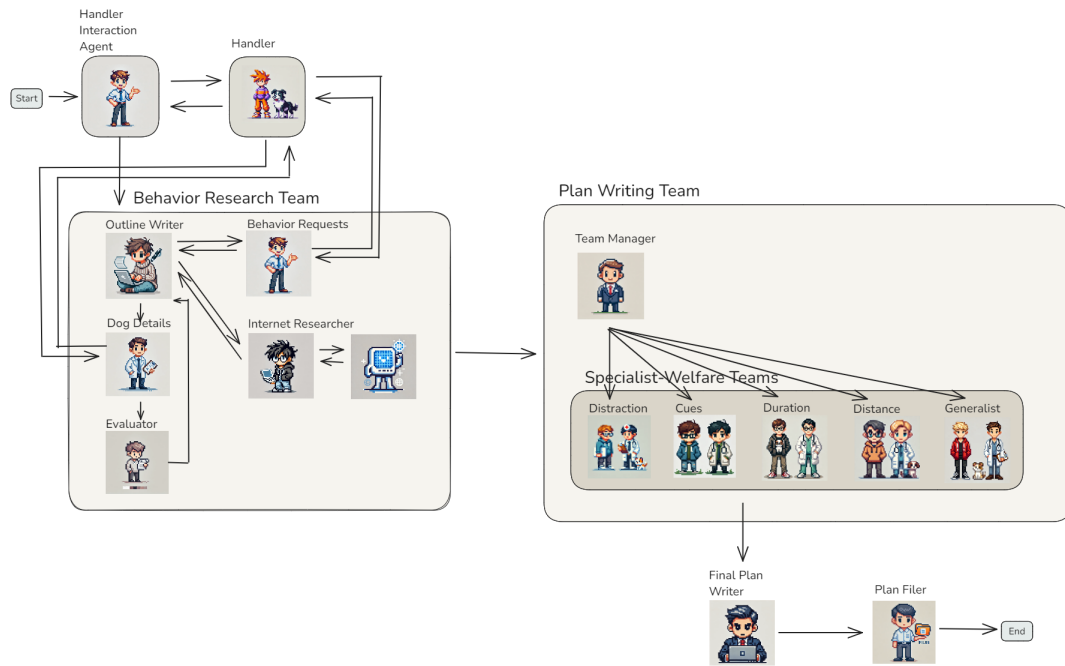 Handler
Interaction
Agent
Handler
Start
Behavior Research Team
Plan Writing Team
Outline Writer
Behavior Requests
Team Manager
Dog Details
Internet Researcher
Specialist-Welfare Teams
Evaluator
Distraction
Cues
Duration
Distance
Generalist
Final Plan
Writer
Plan Filer
End